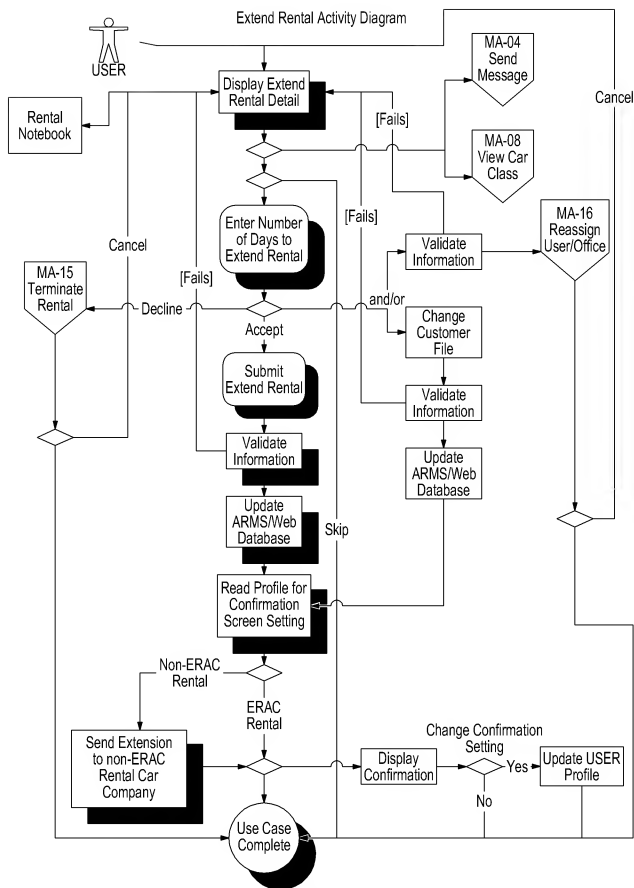 Extend Rental Activity Diagram
USER
MA-04
Send
Message
Cancel
Display Extend
Rental Detail
Rental
Notebook
[Fails]
MA-08
View Car
Class
[Fails]
MA-16
Reassign
User/Office
Enter Number
of Days to
Extend Rental
Cancel
Validate
Information
MA-15
Terminate
Rental
[Fails]
and/or
Decline
Change
Customer
File
Accept
Submit
Extend Rental
Validate
Information
Validate
Information
Update
ARMS/Web
Database
Update
ARMS/Web
Database
Skip
Read Profile for
Confirmation
Screen Setting
Non-ERAC
Rental
ERAC
Rental
Change Confirmation
Setting
Send Extension
to non-ERAC
Rental Car
Company
Display
Confirmation
Yes
Update USER
Profile
No
Use Case
Complete